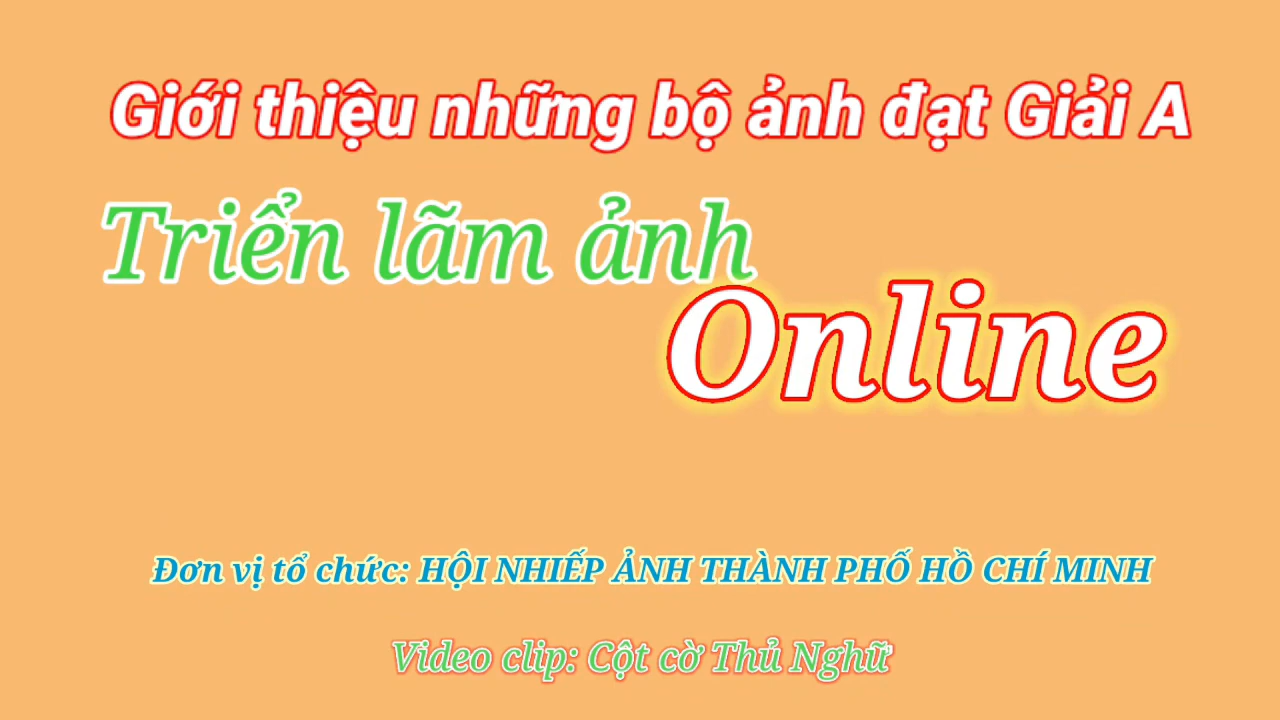 Giới thiệu những bộ ảnh đạt Giải A
Triển lãm ảnh
Online
Đơn vị tổ chức: HỘI NHIẾP ẢNH THÀNH PHỐ HỒ CHÍ MINH
Video clip: Cột cờ Thủ Nghữ